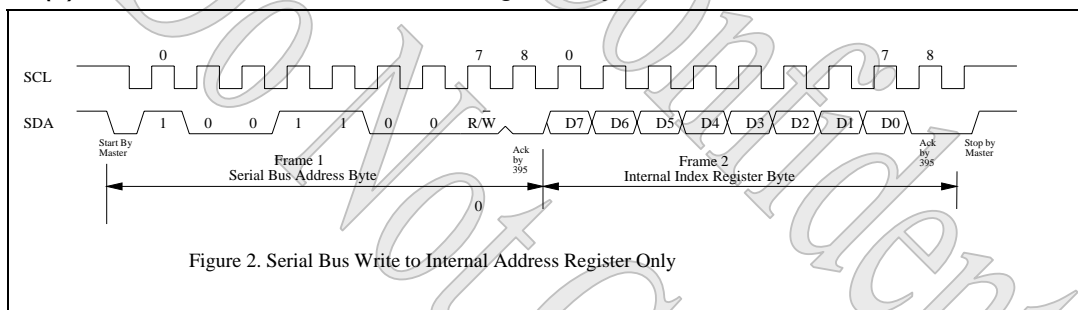 0 7 8 0 7 8
SCL
SDA 1 0 0 1 1 0 0 R/W D7 D6 D5 D4 D3 D2 D1 D0
Start By
Master
Ack
by
395
Ack
by
395
Stop by
Master
Frame 1
Serial Bus Address Byte
Frame 2
Internal Index Register Byte
0
Figure 2. Serial Bus Write to Internal Address Register Only
Confident
Do Not C